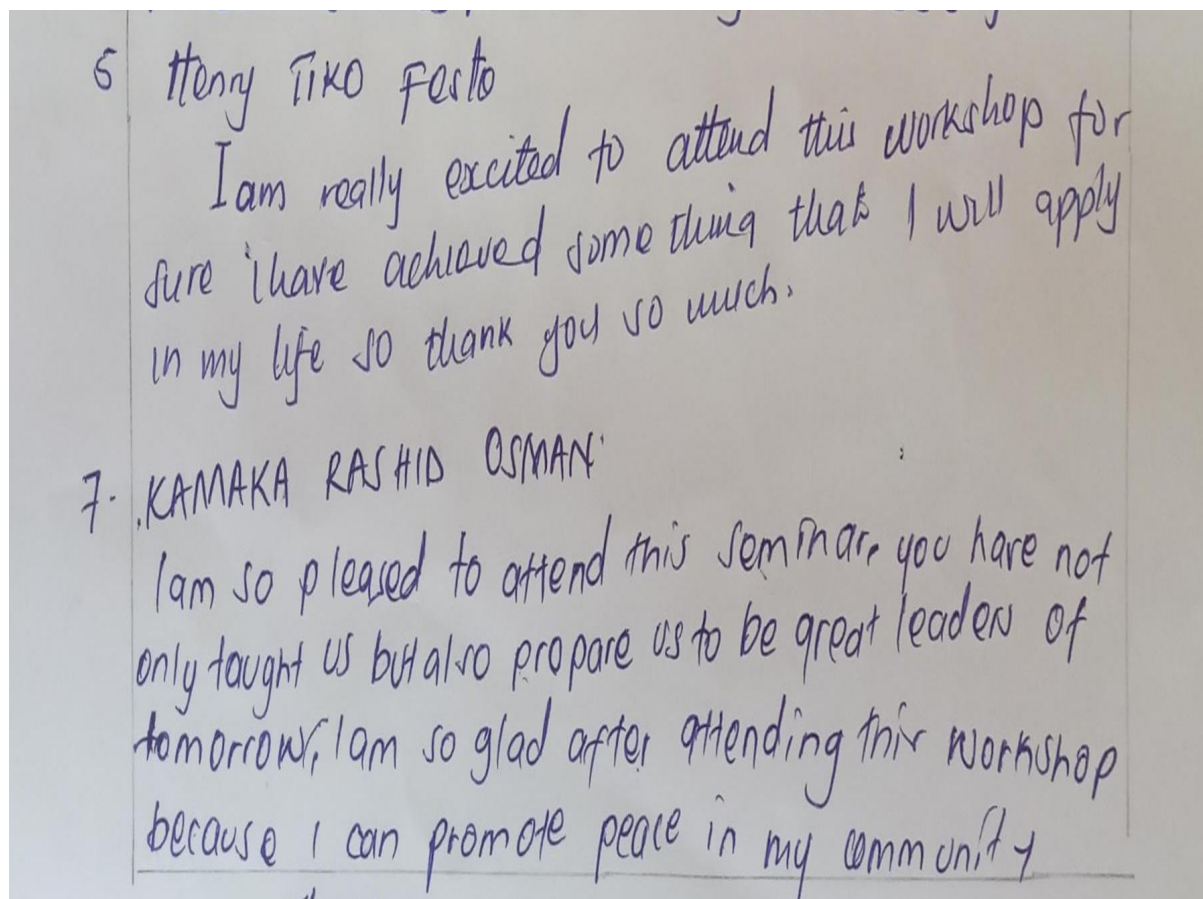 6 Henry TIKO Festo
I am really excited to attend this workshop for
sure i have achieved some thing that I will apply
in my life so thank you so much.
7. KAMAKA RASHID OSMAN
I am so pleased to attend this seminar, you have not
only taught us but also prepare us to be great leaders of
tomorrow, I am so glad after attending this workshop
because I can promote peace in my community